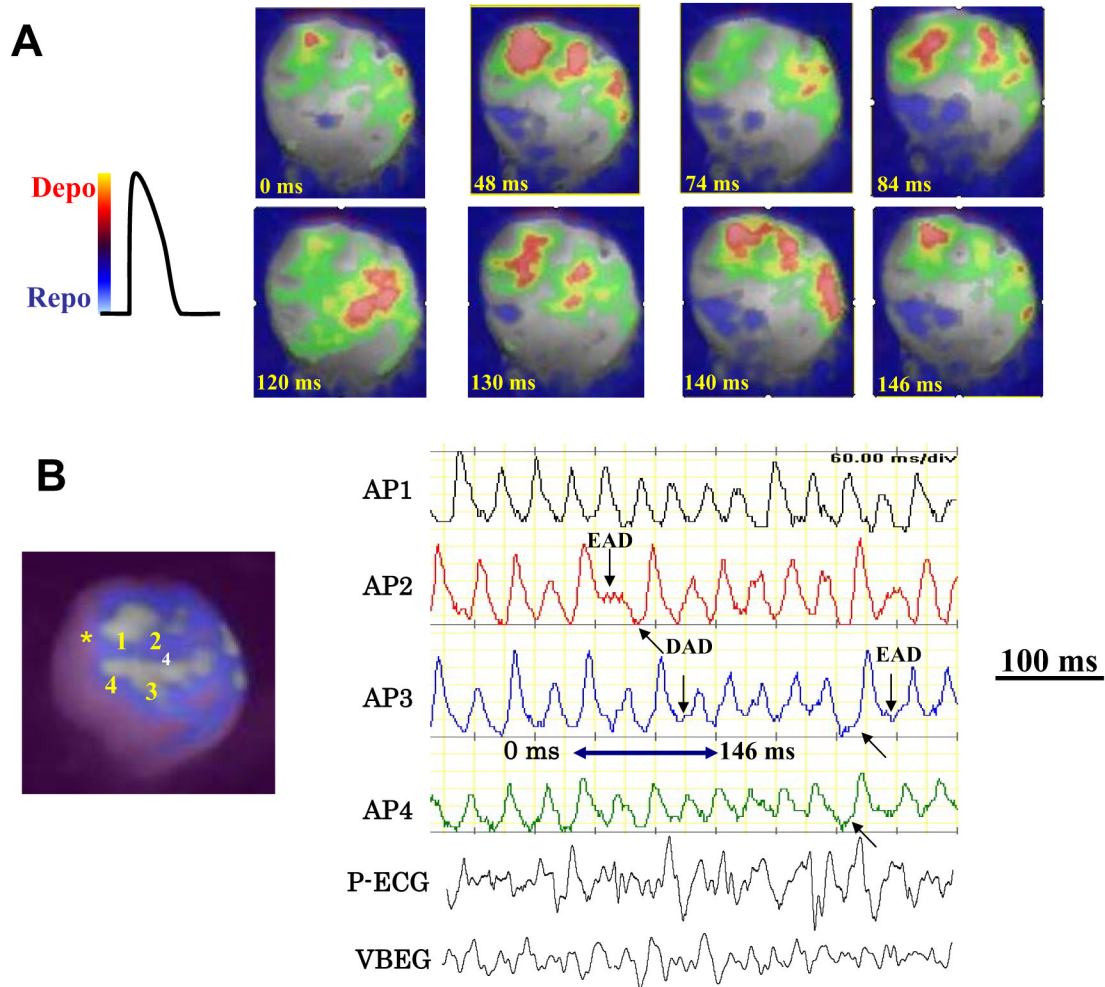 A
Depo
Repo
0 ms
48 ms
74 ms
84 ms
120 ms
130 ms
140 ms
146 ms
B
* 1 2
4
4 3
60.00 ms/div
AP1
EAD
AP2
DAD
EAD
AP3
100 ms
0 ms 146 ms
AP4
P-ECG
VBEG